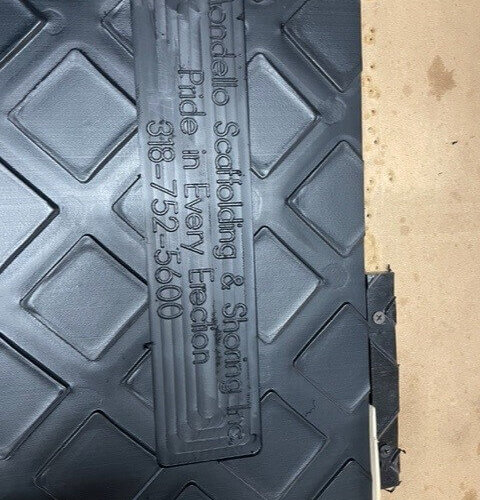 Scaffolding & Shoring Inc.
Pride in Every Erection
318-752-5600